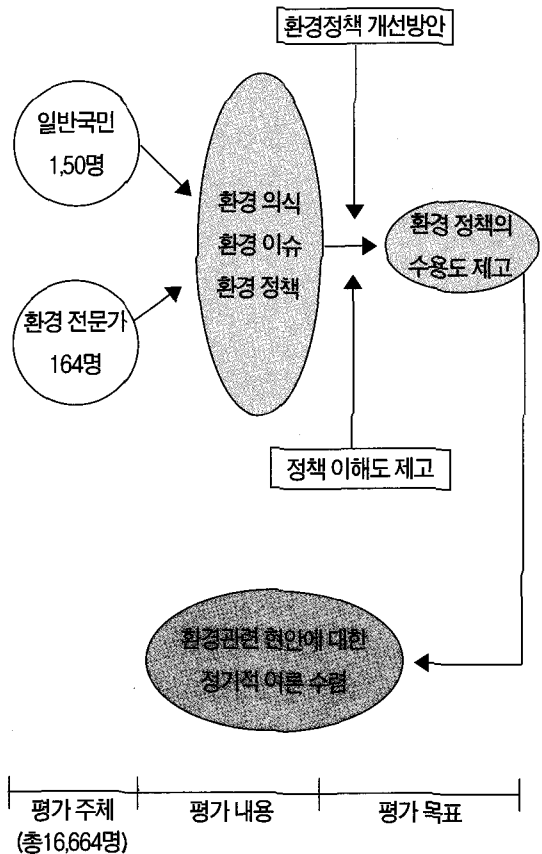 환경정책 개선방안
일반국민
1,50명
환경 의식
환경 이슈
환경 정책
환경 정책의
수용도 제고
환경 전문가
164명
정책 이해도 제고
환경관련 현안에 대한
정기적 여론 수렴
평가 주체
(총16,664명)
평가 내용
평가 목표